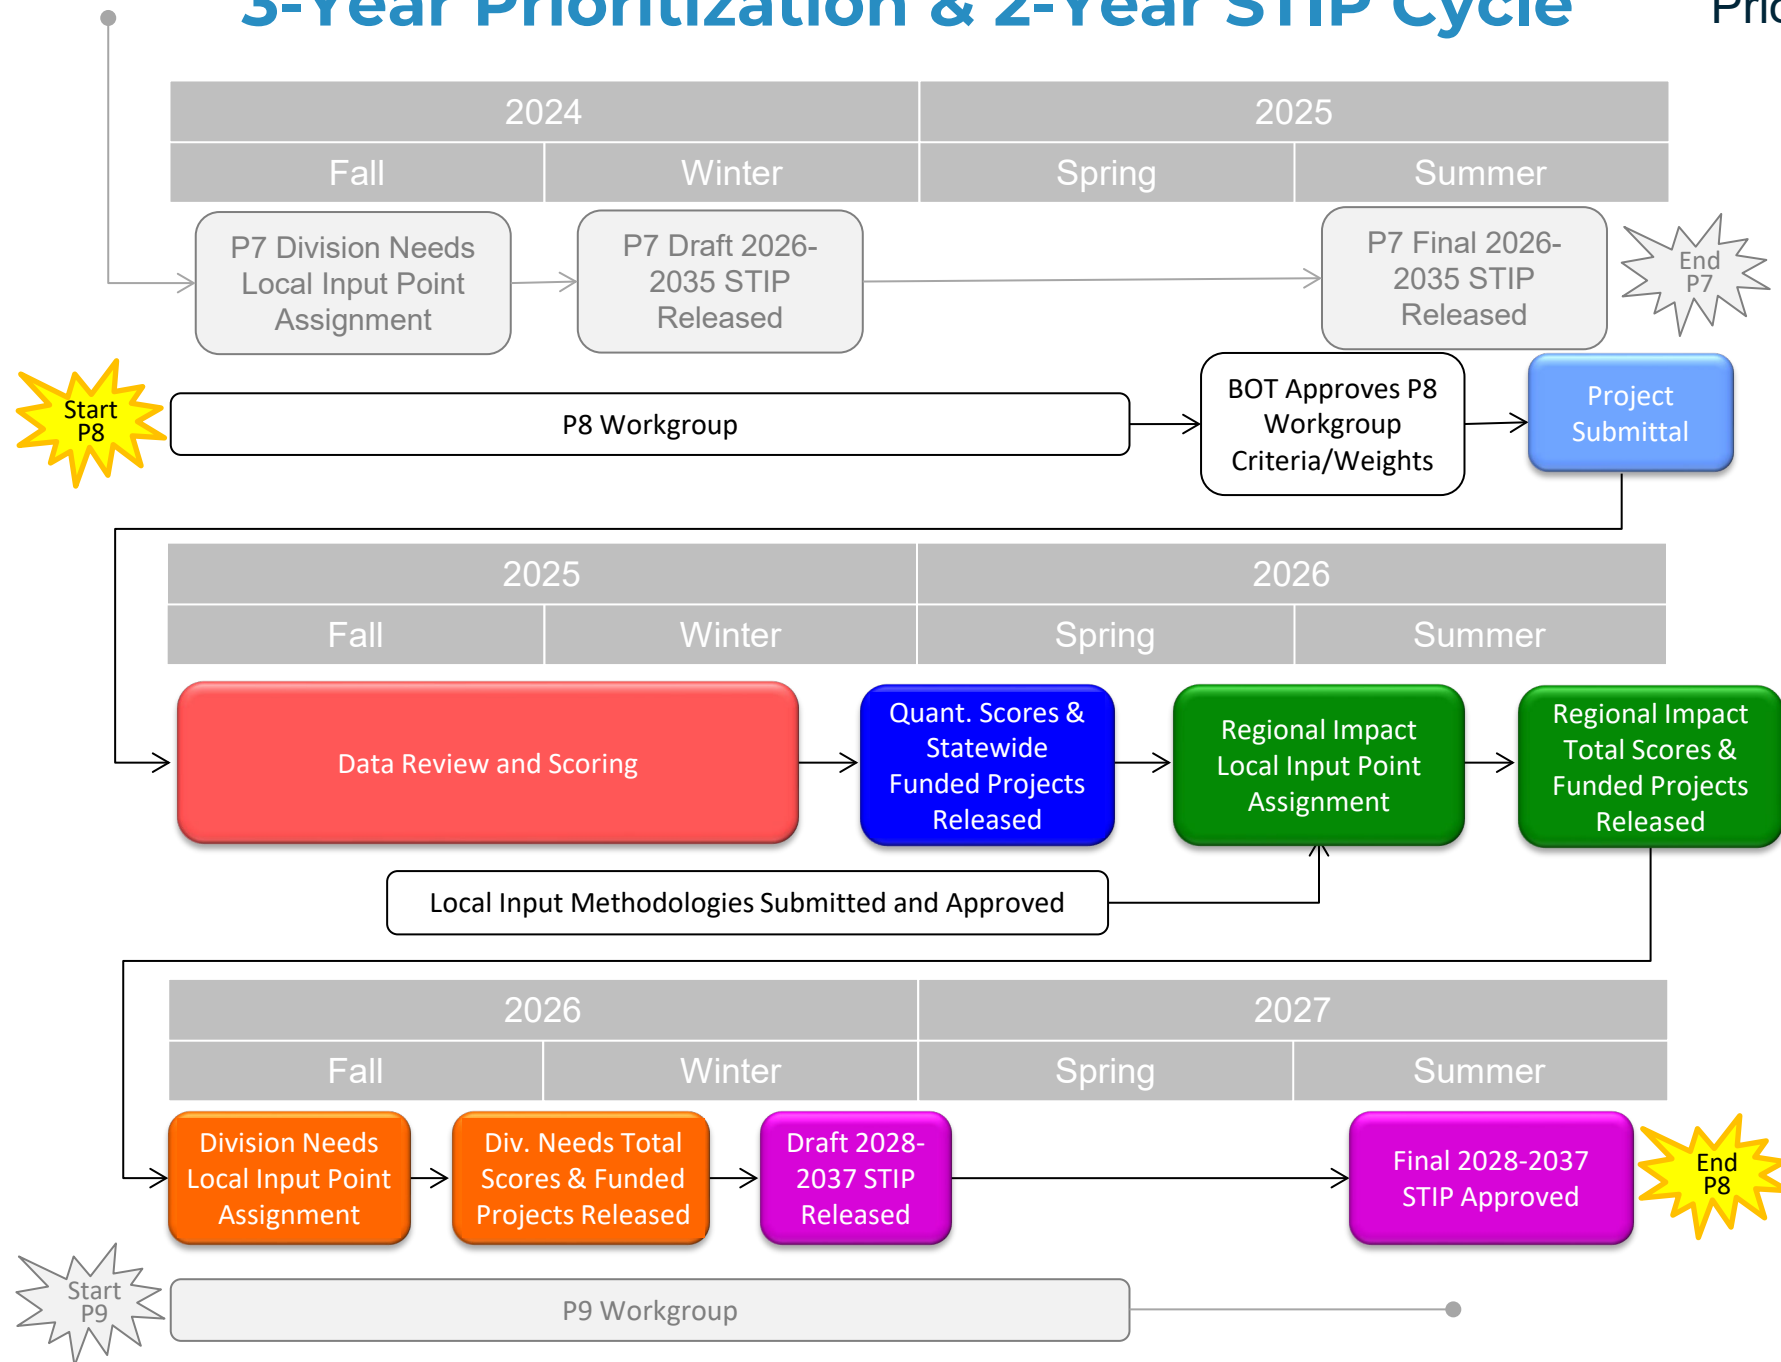 3-Year Prioritization & 2-Year STIP Cycle
2024
2025
Fall
Winter
Spring
Summer
P7 Division Needs
Local Input Point
Assignment
P7 Draft 2026-
2035 STIP
Released
P7 Final 2026-
2035 STIP
Released
End
P7
Start
P8
P8 Workgroup
BOT Approves P8
Workgroup
Criteria/Weights
Project
Submittal
2025
2026
Fall
Winter
Spring
Summer
Data Review and Scoring
Quant. Scores &
Statewide
Funded Projects
Released
Regional Impact
Local Input Point
Assignment
Regional Impact
Total Scores &
Funded Projects
Released
Local Input Methodologies Submitted and Approved
2026
2027
Fall
Winter
Spring
Summer
Division Needs
Local Input Point
Assignment
Div. Needs Total
Scores & Funded
Projects Released
Draft 2028-
2037 STIP
Released
Final 2028-2037
STIP Approved
End
P8
Start
P9
P9 Workgroup